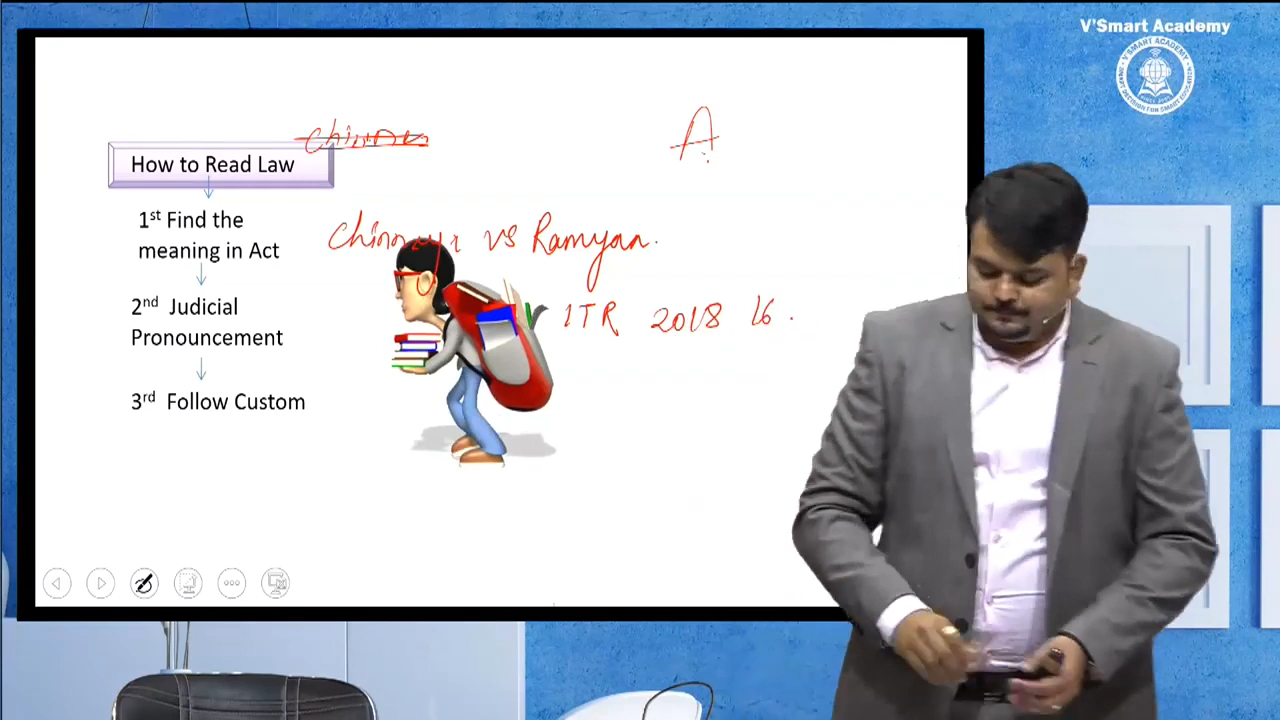 V'Smart Academy
A
How to Read Law
1st Find the
meaning in Act
Chinnaya vs Ramyan.
2nd Judicial
Pronouncement
ITR 2018 16.
3rd Follow Custom